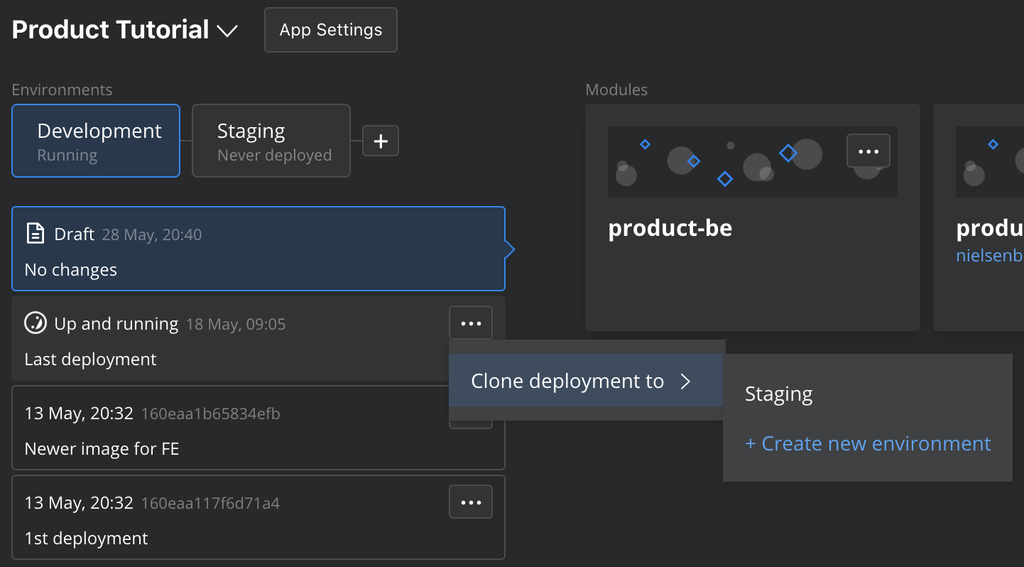 Product Tutorial
App Settings
Environments
Development
Running
Staging
Never deployed
+
Modules
product-be
produ
nielsenb
Draft 28 May, 20:40
No changes
Up and running 18 May, 09:05
Last deployment
Clone deployment to
Staging
+ Create new environment
13 May, 20:32 160eaa1b65834efb
Newer image for FE
13 May, 20:32 160eaa117f6d71a4
1st deployment